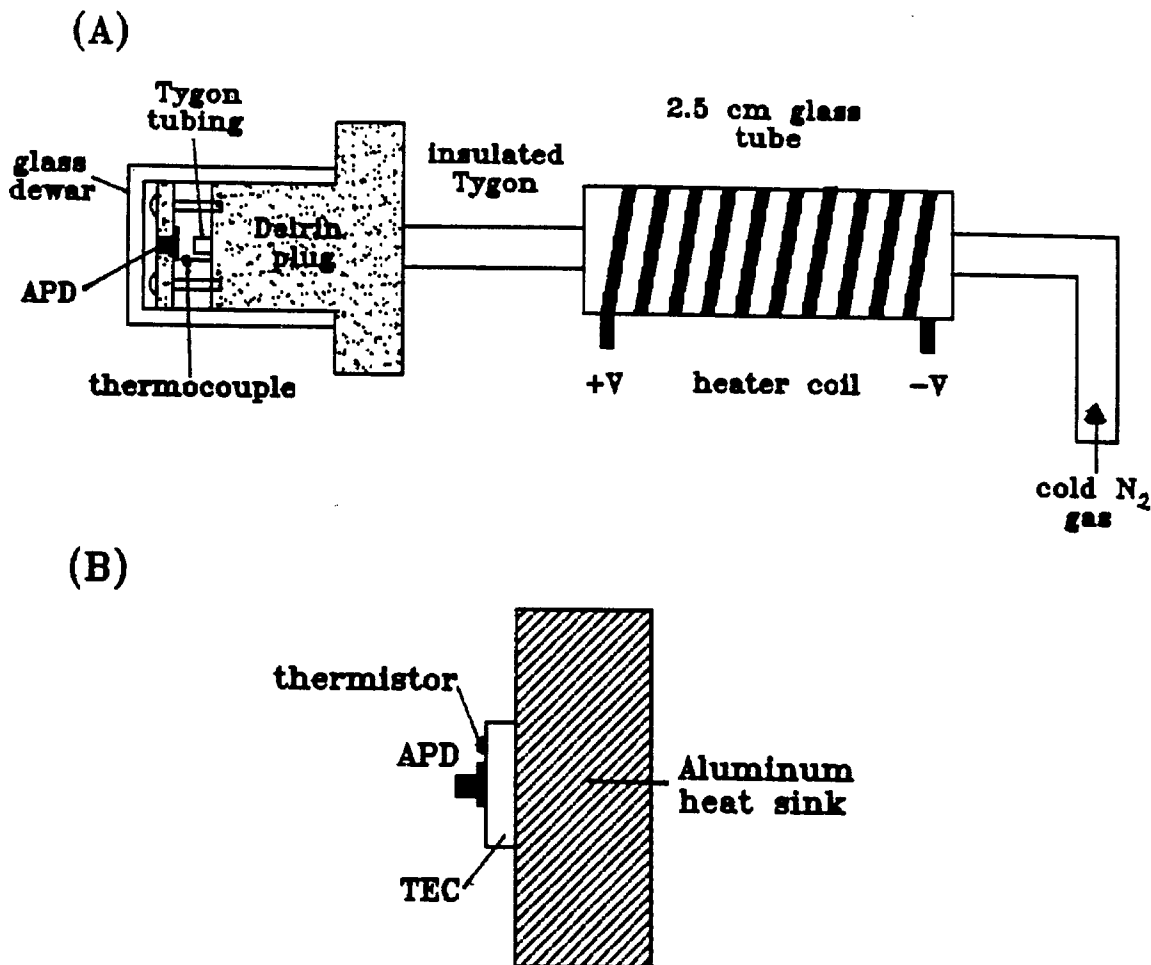 (A)
Tygon
tubing
glass
dewar
APD
thermocouple
Delrin
plug
insulated
Tygon
2.5 cm glass
tube
+V
heater coil
-V
cold N₂
gas
(B)
thermistor
APD
TEC
Aluminum
heat sink